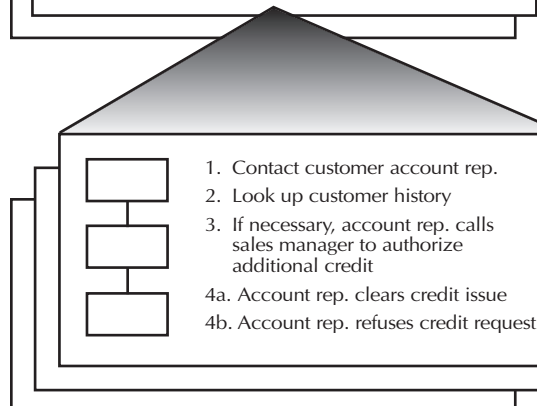 1. Contact customer account rep.
2. Look up customer history
3. If necessary, account rep. calls
sales manager to authorize
additional credit
4a. Account rep. clears credit issue
4b. Account rep. refuses credit request